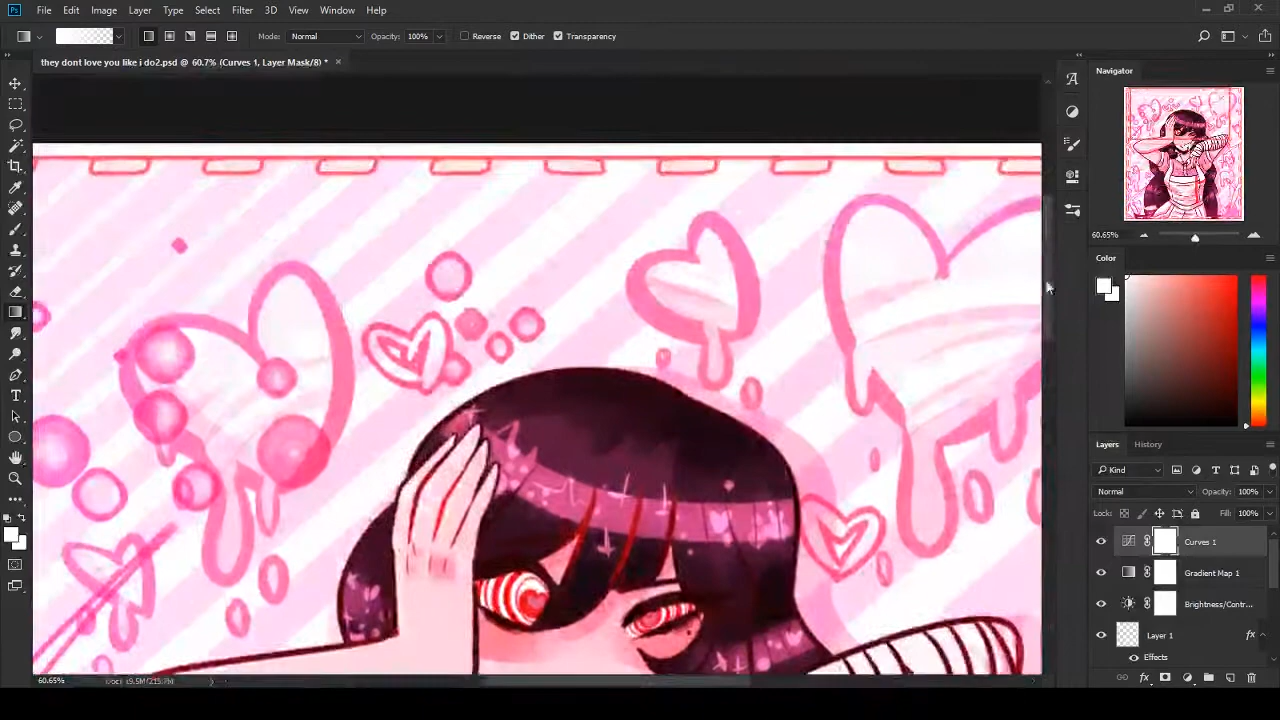 Ps File Edit Image Layer Type Select Filter 3D View Window Help
Mode: Normal Opacity: 100% Reverse Dither Transparency
they dont love you like i do2.psd @ 60.7% (Curves 1, Layer Mask/8) *
Navigator
60.65%
Color
Layers History
Kind
Normal Opacity: 100%
Lock: Fill: 100%
Curves 1
Gradient Map 1
Brightness/Contr...
Layer 1 fx
Effects
60.65%